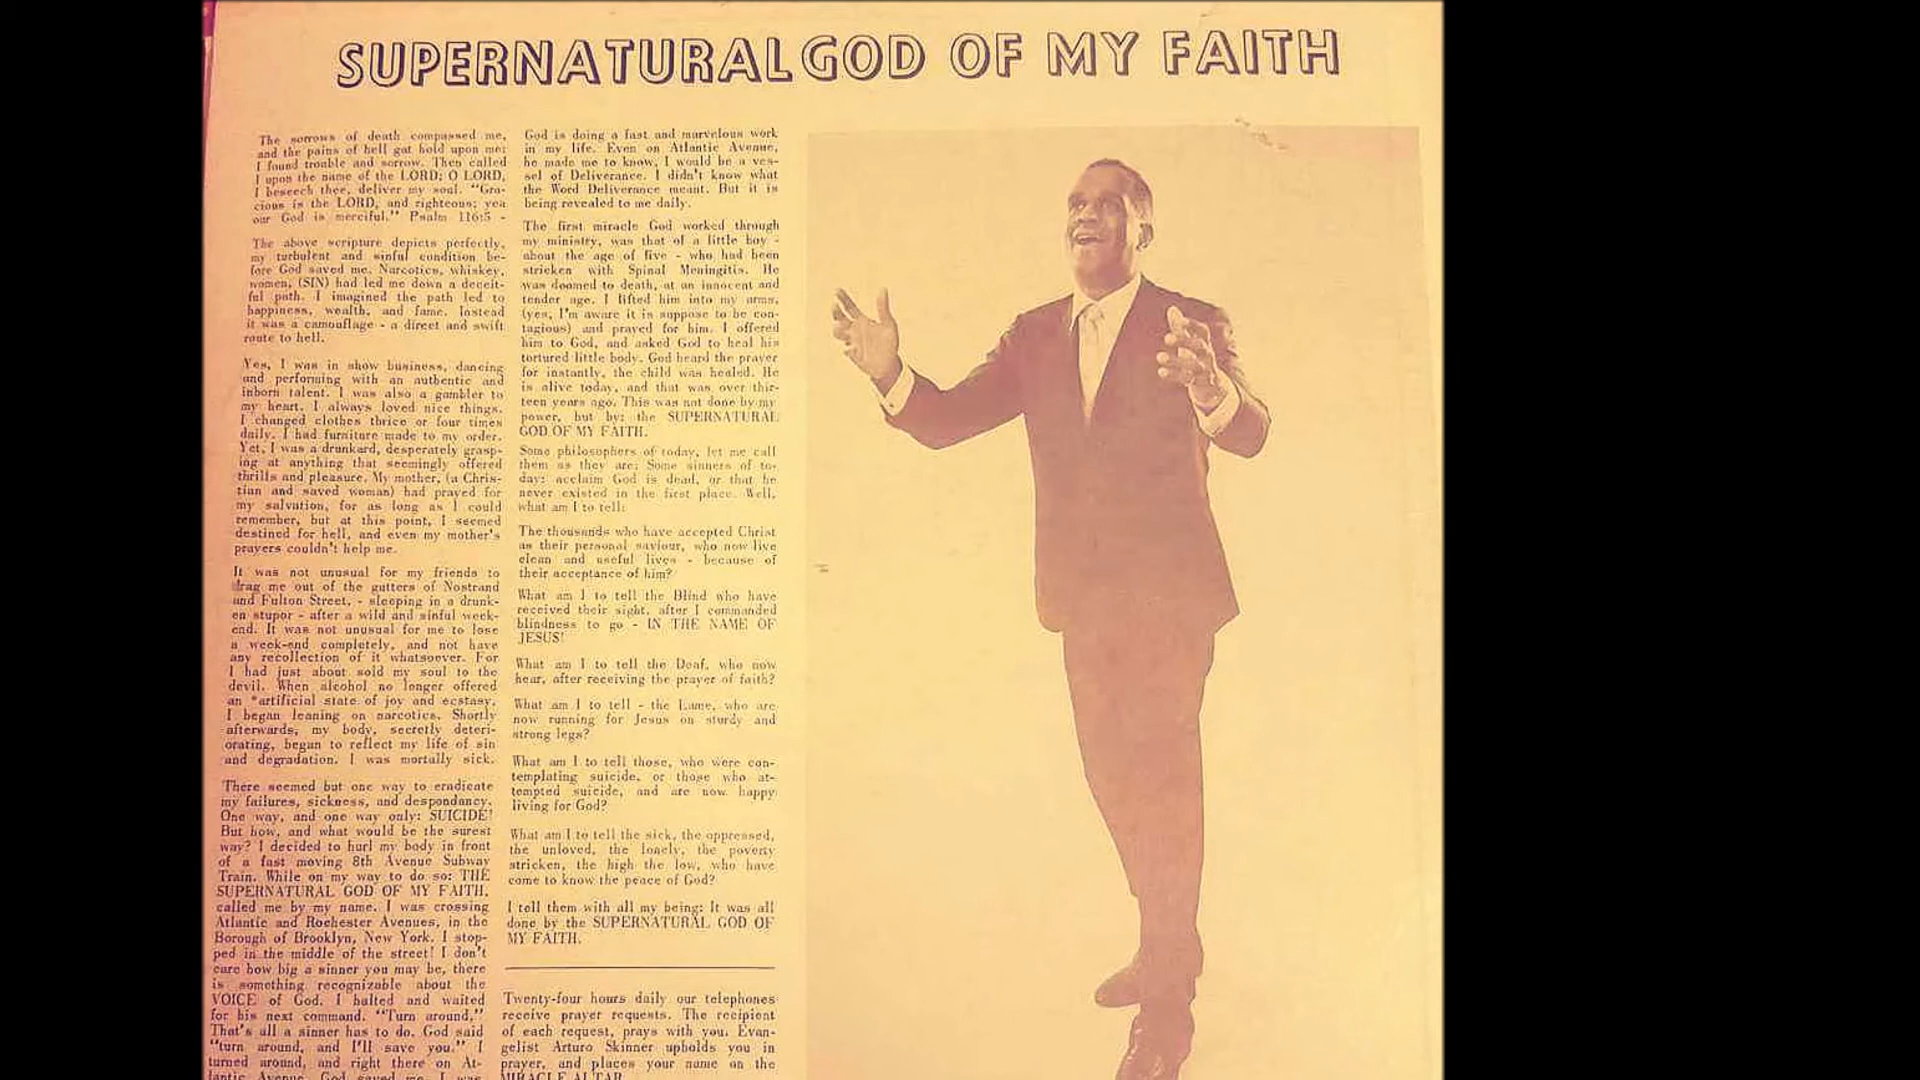 SUPERNATURAL GOD OF MY FAITH
The sorrows of death compassed me,
and the pains of hell gat hold upon me:
I found trouble and sorrow. Then called
I upon the name of the LORD; O LORD,
I beseech thee, deliver my soul. "Gra-
cious is the LORD, and righteous; yea
our God is merciful." Psalm 116:5 -
The above scripture depicts perfectly,
my turbulent and sinful condition be-
fore God saved me. Narcotics, whiskey,
women, (SIN) had led me down a deceit-
ful path. I imagined the path led to
happiness, wealth, and fame. Instead
it was a camouflage - a direct and swift
route to hell.
Yes, I was in show business, dancing
and performing with an authentic and
inborn talent. I was also a gambler to
my heart. I always loved nice things.
I changed clothes thrice or four times
daily. I had furniture made to my order.
Yet, I was a drunkard, desperately grasp-
ing at anything that seemingly offered
thrills and pleasure. My mother, (a Chris-
tian and saved woman) had prayed for
my salvation, for as long as I could
remember, but at this point, I seemed
destined for hell, and even my mother's
prayers couldn't help me.
It was not unusual for my friends to
drag me out of the gutters of Nostrand
and Fulton Street, - sleeping in a drunk-
en stupor - after a wild and sinful week-
end. It was not unusual for me to lose
a week-end completely, and not have
any recollection of it whatsoever. For
I had just about sold my soul to the
devil. When alcohol no longer offered
an "artificial state of joy and ecstasy,
I began leaning on narcotics. Shortly
afterwards, my body, secretly deteri-
orating, began to reflect my life of sin
and degradation. I was mortally sick.
There seemed but one way to eradicate
my failures, sickness, and despondancy.
One way, and one way only: SUICIDE!
But how, and what would be the surest
way? I decided to hurl my body in front
of a fast moving 8th Avenue Subway
Train. While on my way to do so: THE
SUPERNATURAL GOD OF MY FAITH,
called me by my name. I was crossing
Atlantic and Rochester Avenues, in the
Borough of Brooklyn, New York. I stop-
ped in the middle of the street! I don't
care how big a sinner you may be, there
is something recognizable about the
VOICE of God. I halted and waited
for his next command. "Turn around,"
That's all a sinner has to do. God said
"turn around, and I'll save you." I
turned around, and right there on At-
lantic Avenue, God saved me. I was
God is doing a fast and marvelous work
in my life. Even on Atlantic Avenue,
he made me to know, I would be a ves-
sel of Deliverance. I didn't know what
the Word Deliverance meant. But it is
being revealed to me daily.
The first miracle God worked through
my ministry, was that of a little boy -
about the age of five - who had been
stricken with Spinal Meningitis. He
was doomed to death, at an innocent and
tender age. I lifted him into my arms,
(yes, I'm aware it is suppose to be con-
tagious) and prayed for him. I offered
him to God, and asked God to heal his
tortured little body. God heard the prayer
for instantly, the child was healed. He
is alive today, and that was over thir-
teen years ago. This was not done by my
power, but by: the SUPERNATURAL
GOD OF MY FAITH.
Some philosophers of today, let me call
them as they are; Some sinners of to-
day: acclaim God is dead, or that he
never existed in the first place. Well,
what am I to tell:
The thousands who have accepted Christ
as their personal saviour, who now live
clean and useful lives - because of
their acceptance of him?
What am I to tell the Blind who have
received their sight, after I commanded
blindness to go - IN THE NAME OF
JESUS!
What am I to tell the Deaf, who now
hear, after receiving the prayer of faith?
What am I to tell - the Lame, who are
now running for Jesus on sturdy and
strong legs?
What am I to tell those, who were con-
templating suicide, or those who at-
tempted suicide, and are now happy
living for God?
What am I to tell the sick, the oppressed,
the unloved, the lonely, the poverty
stricken, the high the low, who have
come to know the peace of God?
I tell them with all my being: It was all
done by the SUPERNATURAL GOD OF
MY FAITH.
Twenty-four hours daily our telephones
receive prayer requests. The recipient
of each request, prays with you. Evan-
gelist Arturo Skinner upholds you in
prayer, and places your name on the
MIRACLE ALTAR